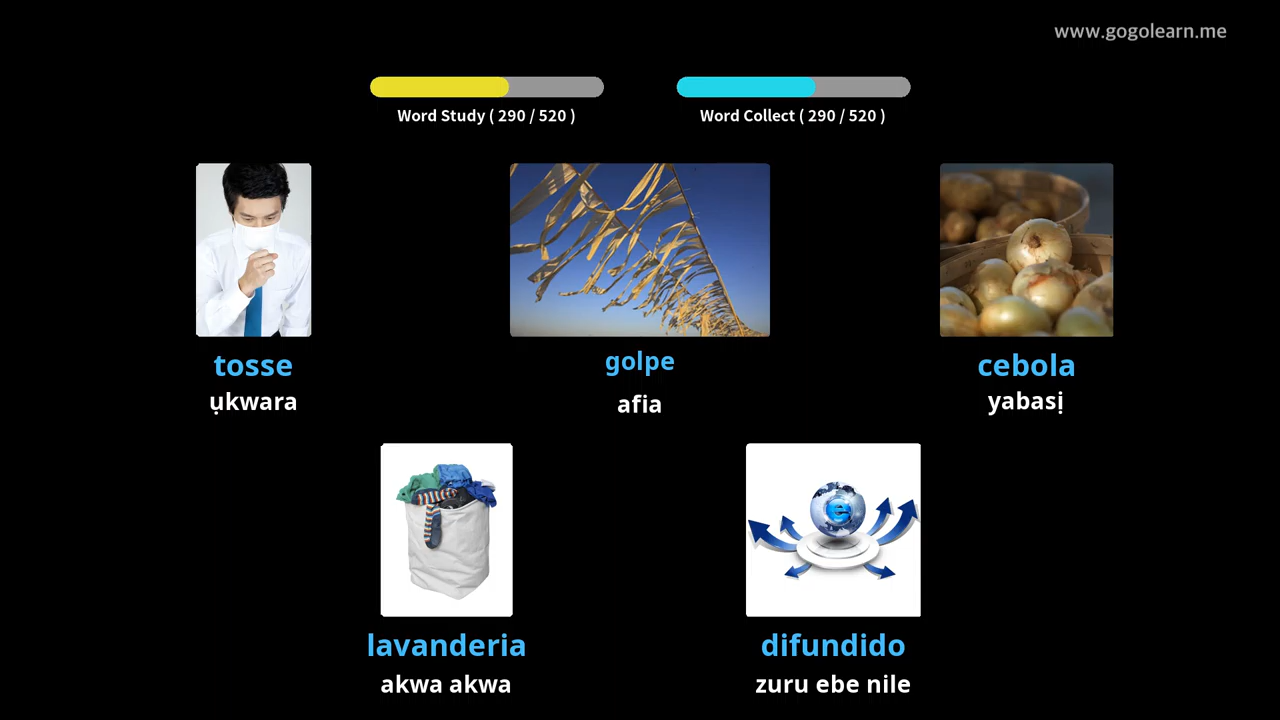 www.gogolearn.me
Word Study ( 290 / 520 )
Word Collect ( 290 / 520 )
tosse
ụkwara
golpe
afia
cebola
yabasị
lavanderia
akwa akwa
difundido
zuru ebe nile